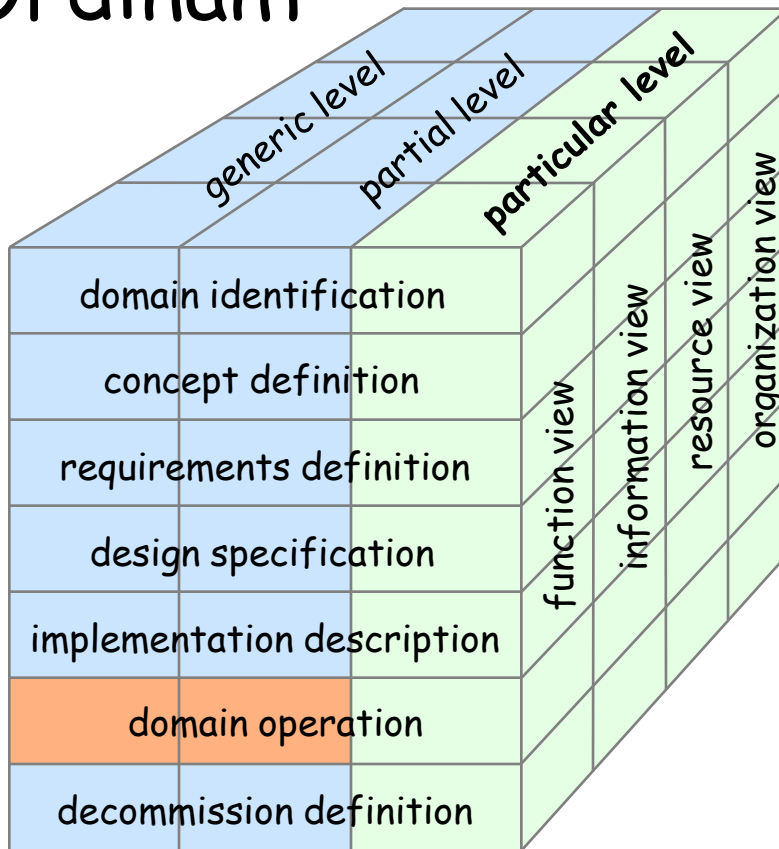 generic level
partial level
particular level
domain identification
concept definition
requirements definition
design specification
implementation description
domain operation
decommission definition
function view
information view
resource view
organization view